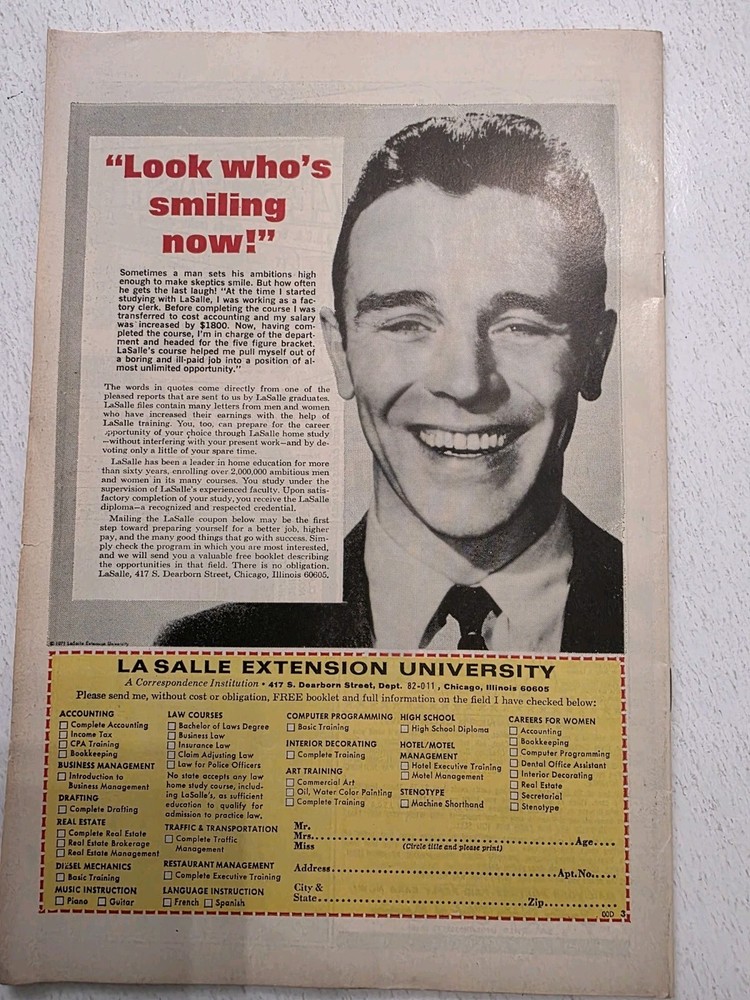 “Look who’s
smiling
now!”
Sometimes a man sets his ambitions high
enough to make skeptics smile. But how often
he gets the last laugh! “At the time I started
studying with LaSalle, I was working as a fac-
tory clerk. Before completing the course I was
transferred to cost accounting and my salary
was increased by $1800. Now, having com-
pleted the course, I’m in charge of the depart-
ment and headed for the five figure bracket.
LaSalle’s course helped me pull myself out of
a boring and ill-paid job into a position of al-
most unlimited opportunity.”
The words in quotes come directly from one of the
pleased reports that are sent to us by LaSalle graduates.
LaSalle files contain many letters from men and women
who have increased their earnings with the help of
LaSalle training. You, too, can prepare for the career
opportunity of your choice through LaSalle home study
—without interfering with your present work—and by de-
voting only a little of your spare time.
LaSalle has been a leader in home education for more
than sixty years, enrolling over 2,000,000 ambitious men
and women in its many courses. You study under the
supervision of LaSalle’s experienced faculty. Upon satis-
factory completion of your study, you receive the LaSalle
diploma—a recognized and respected credential.
Mailing the LaSalle coupon below may be the first
step toward preparing yourself for a better job, higher
pay, and the many good things that go with success. Sim-
ply check the program in which you are most interested,
and we will send you a valuable free booklet describing
the opportunities in that field. There is no obligation.
LaSalle, 417 S. Dearborn Street, Chicago, Illinois 60605.
LaSalle Extension University
LA SALLE EXTENSION UNIVERSITY
A Correspondence Institution • 417 S. Dearborn Street, Dept. 82-011, Chicago, Illinois 60605
Please send me, without cost or obligation, FREE booklet and full information on the field I have checked below:
ACCOUNTING
Complete Accounting
Income Tax
CPA Training
Bookkeeping
BUSINESS MANAGEMENT
Introduction to
Business Management
DRAFTING
Complete Drafting
REAL ESTATE
Complete Real Estate
Real Estate Brokerage
Real Estate Management
DIESEL MECHANICS
Basic Training
MUSIC INSTRUCTION
Piano Guitar
LAW COURSES
Bachelor of Laws Degree
Business Law
Insurance Law
Claim Adjusting Law
Law for Police Officers
No state accepts any law
home study course, includ-
ing LaSalle’s, as sufficient
education to qualify for
admission to practice law.
TRAFFIC & TRANSPORTATION
Complete Traffic
Management
RESTAURANT MANAGEMENT
Complete Executive Training
LANGUAGE INSTRUCTION
French Spanish
COMPUTER PROGRAMMING
Basic Training
INTERIOR DECORATING
Complete Training
ART TRAINING
Commercial Art
Oil, Water Color Painting
Complete Training
HIGH SCHOOL
High School Diploma
HOTEL/MOTEL
MANAGEMENT
Hotel Executive Training
Motel Management
STENOTYPE
Machine Shorthand
CAREERS FOR WOMEN
Accounting
Bookkeeping
Computer Programming
Dental Office Assistant
Interior Decorating
Real Estate
Secretarial
Stenotype
Mr.
Mrs. Age
Miss (Circle title and please print)
Address Apt.No.
City &
State Zip
00D 3